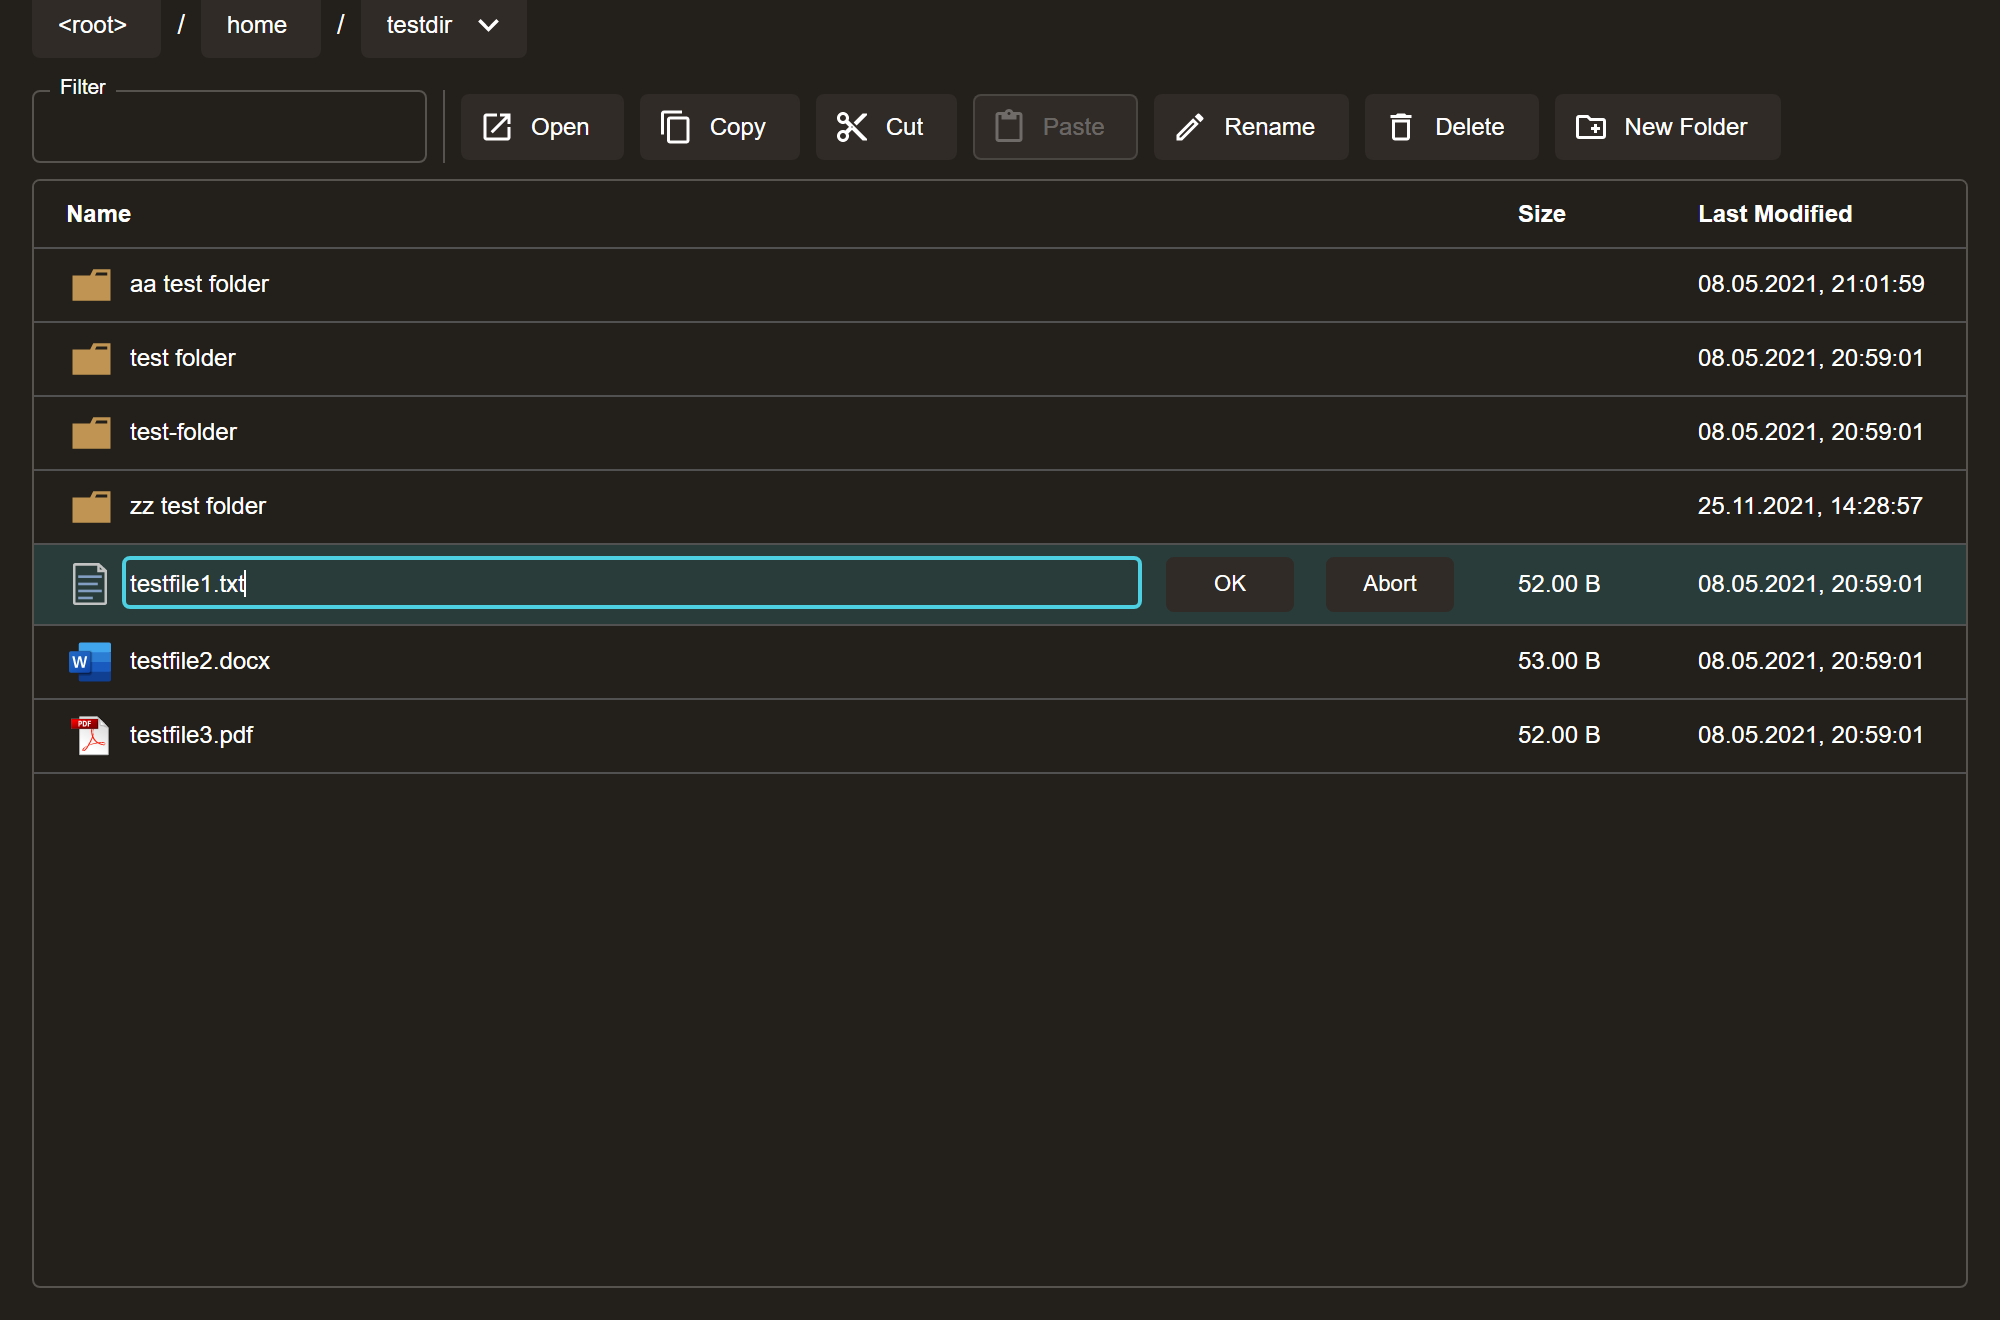 <root> / home / testdir
Filter
Open Copy Cut Paste Rename Delete New Folder
Name Size Last Modified
aa test folder 08.05.2021, 21:01:59
test folder 08.05.2021, 20:59:01
test-folder 08.05.2021, 20:59:01
zz test folder 25.11.2021, 14:28:57
testfile1.txt OK Abort 52.00 B 08.05.2021, 20:59:01
W testfile2.docx 53.00 B 08.05.2021, 20:59:01
PDF testfile3.pdf 52.00 B 08.05.2021, 20:59:01